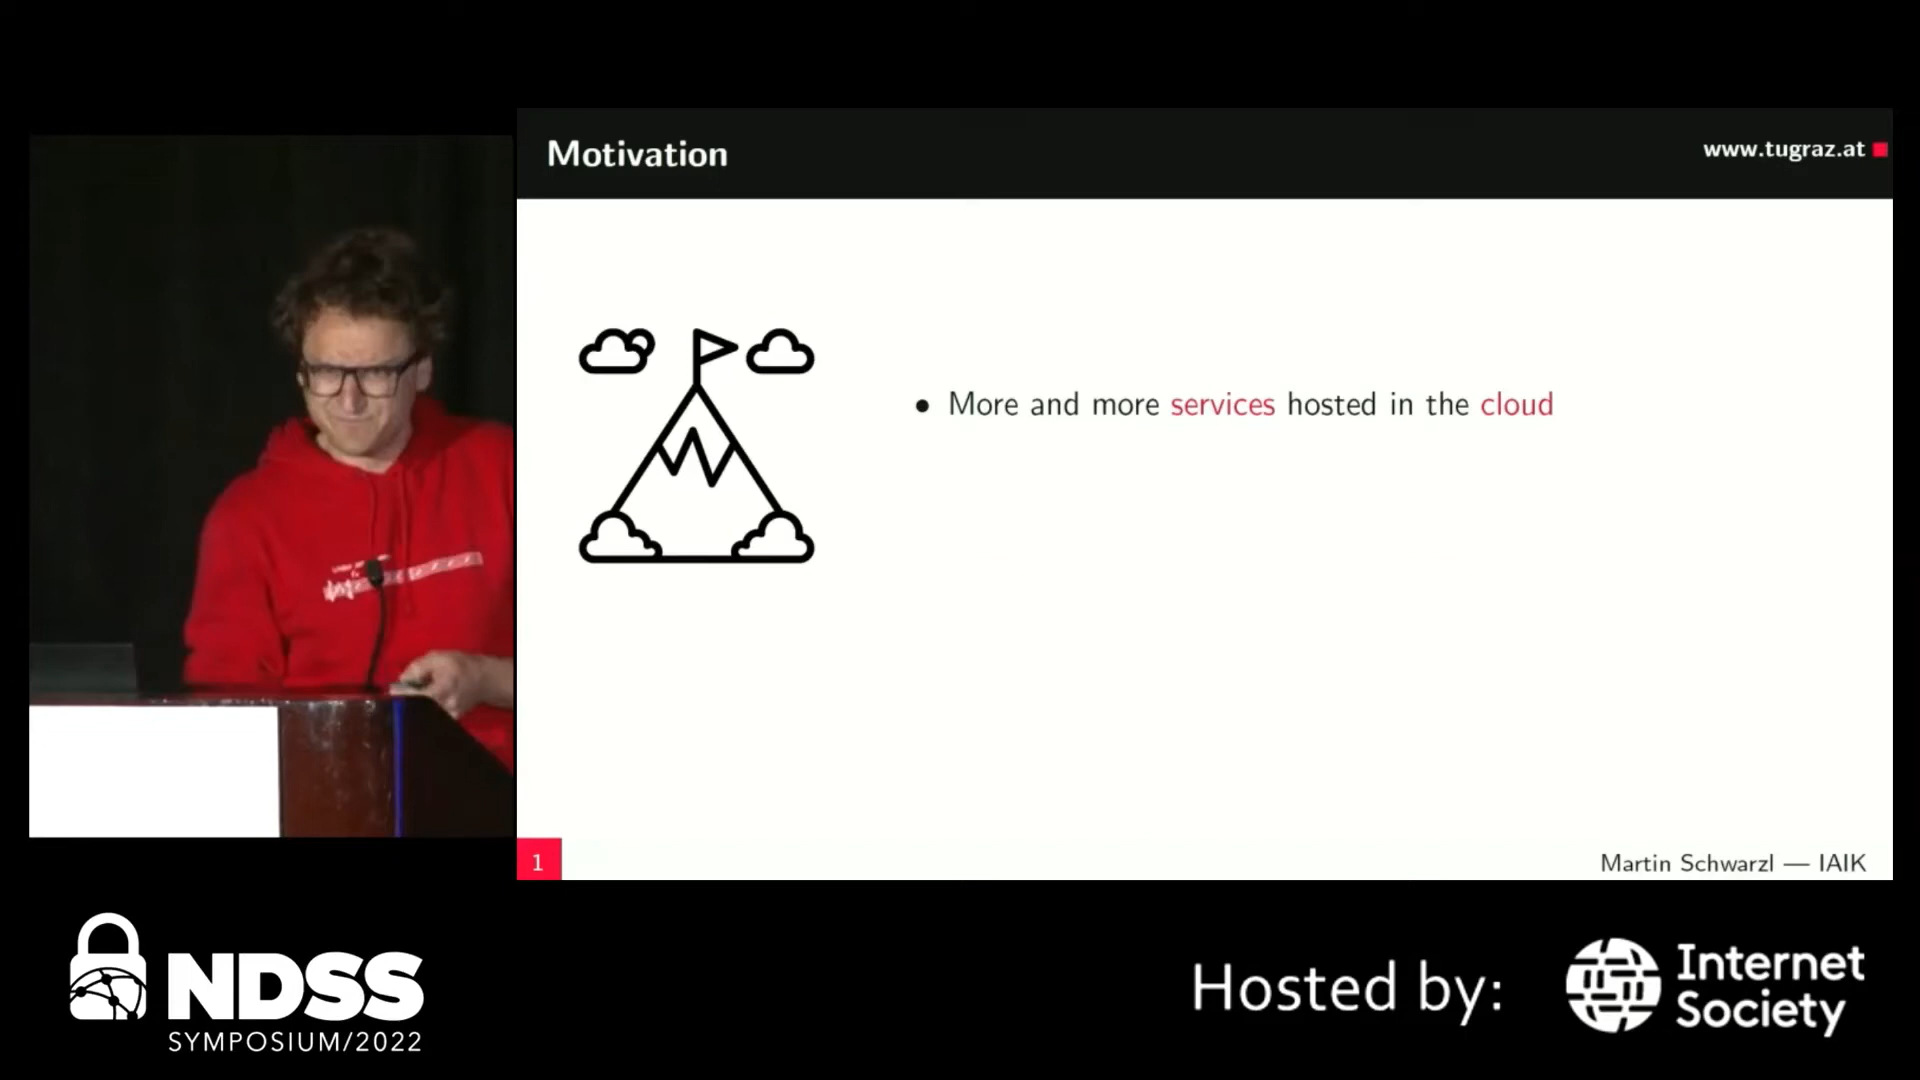 Motivation
www.tugraz.at
• More and more services hosted in the cloud
1
Martin Schwarzl — IAIK
NDSS
SYMPOSIUM/2022
Hosted by:
Internet
Society